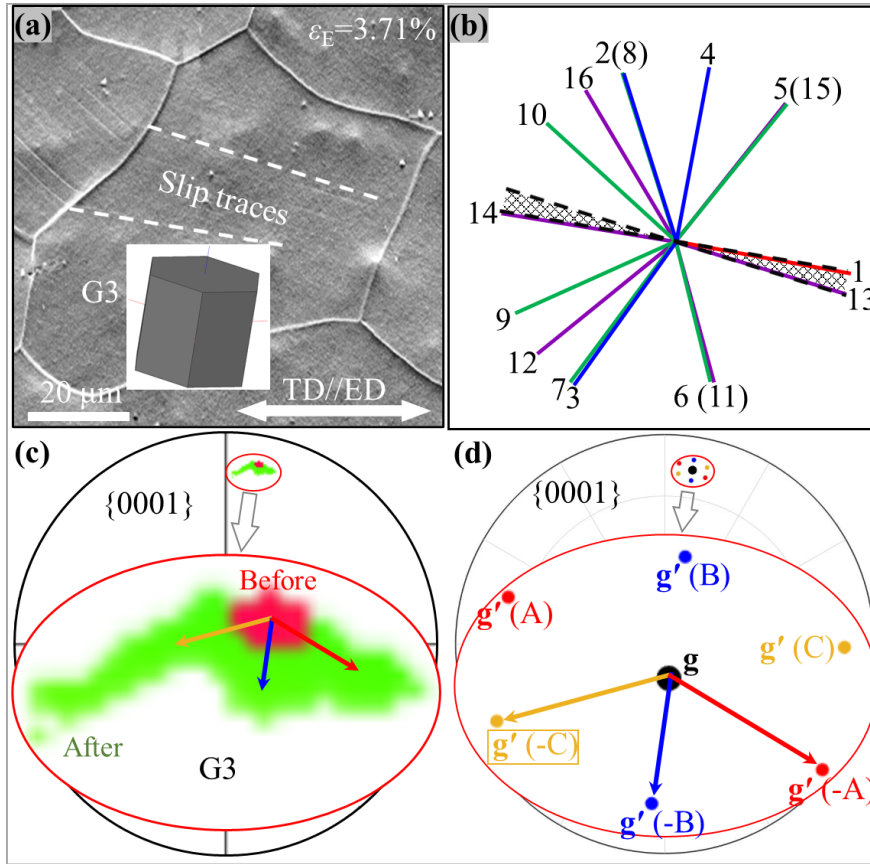 (a)
εE=3:71%
Slip traces
G3
20 μm
TD//ED
(b)
2(8)
4
16
5(15)
10
14
1
13
9
12
7
3
6 (11)
(c)
{0001}
Before
After
G3
(d)
{0001}
g′ (B)
g′ (A)
g′ (C)
g
g′ (-C)
g′ (-A)
g′ (-B)